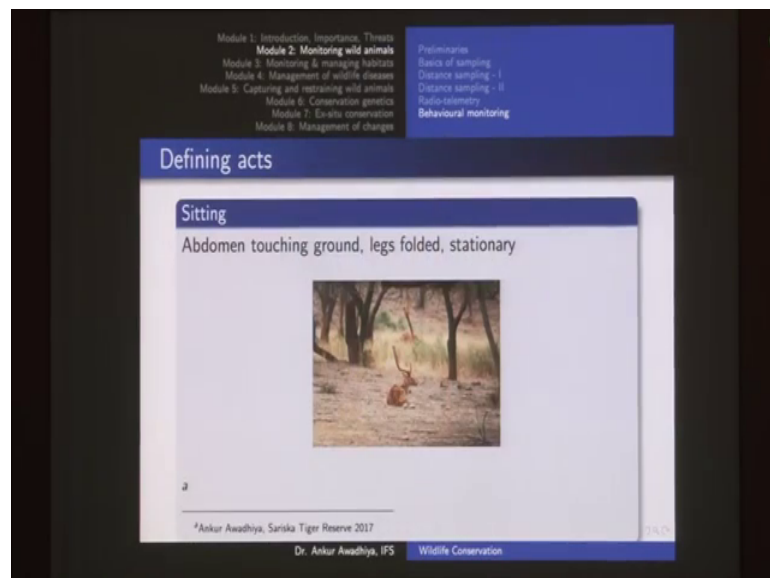 Module 1: Introduction, Importance, Threats
Module 2: Monitoring wild animals
Module 3: Monitoring & managing habitats
Module 4: Management of wildlife diseases
Module 5: Capturing and restraining wild animals
Module 6: Conservation genetics
Module 7: Ex-situ conservation
Module 8: Management of changes
Preliminaries
Basics of sampling
Distance sampling - I
Distance sampling - II
Radio-telemetry
Behavioural monitoring
Defining acts
Sitting
Abdomen touching ground, legs folded, stationary
a
aAnkur Awadhiya, Sariska Tiger Reserve 2017
Dr. Ankur Awadhiya, IFS
Wildlife Conservation